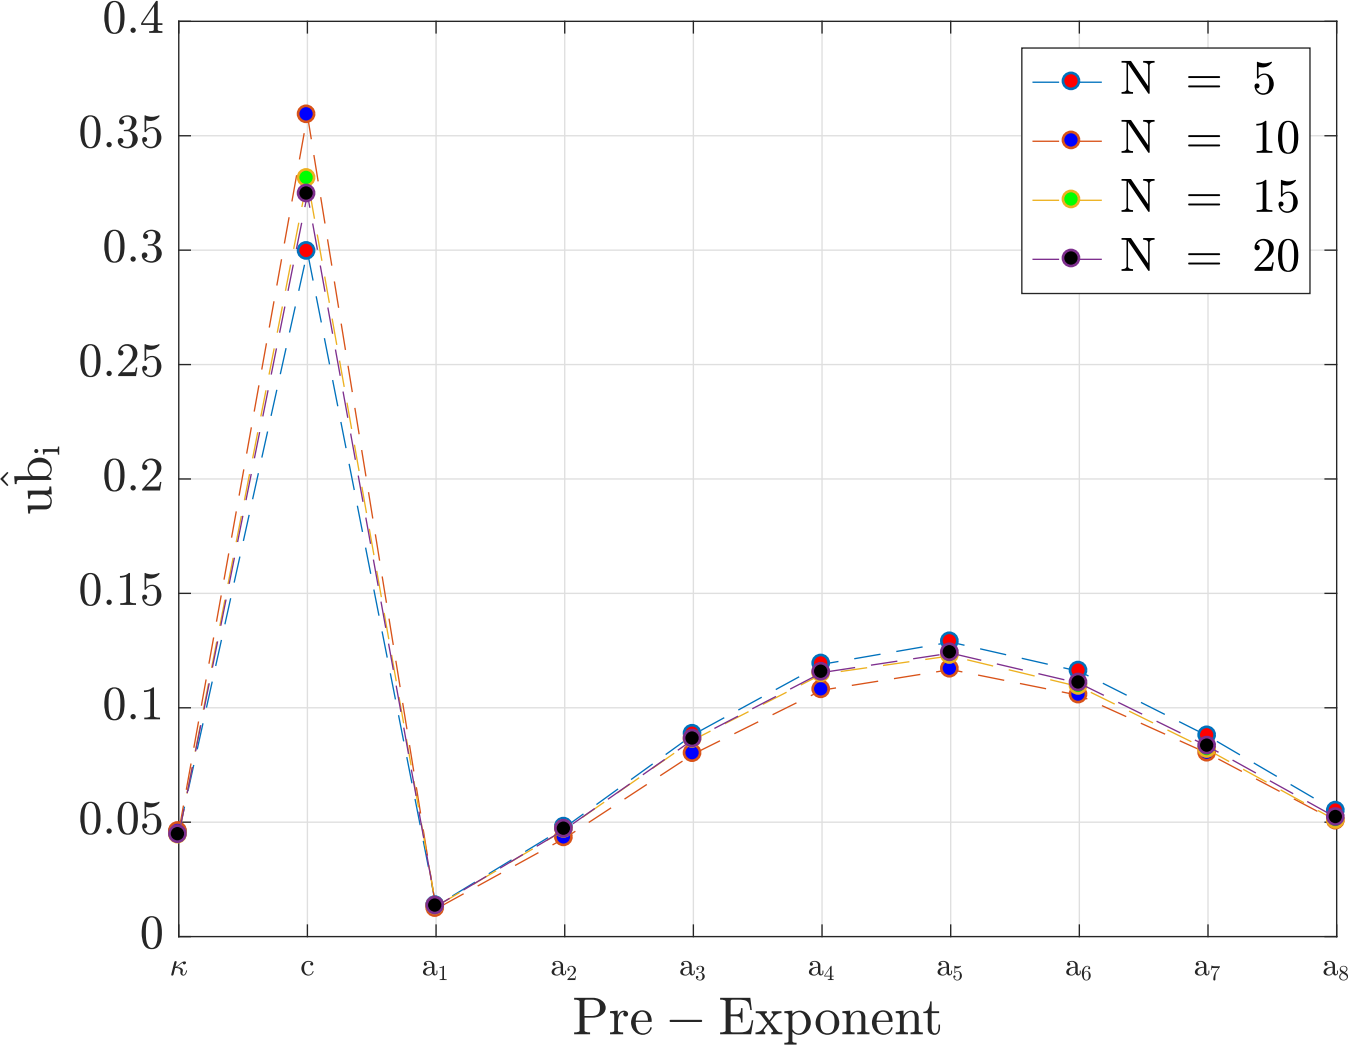 0.4
0.35
0.3
0.25
0.2
0.15
0.1
0.05
0
ub̂ᵢ
κ c a₁ a₂ a₃ a₄ a₅ a₆ a₇ a₈
Pre − Exponent
N = 5
N = 10
N = 15
N = 20